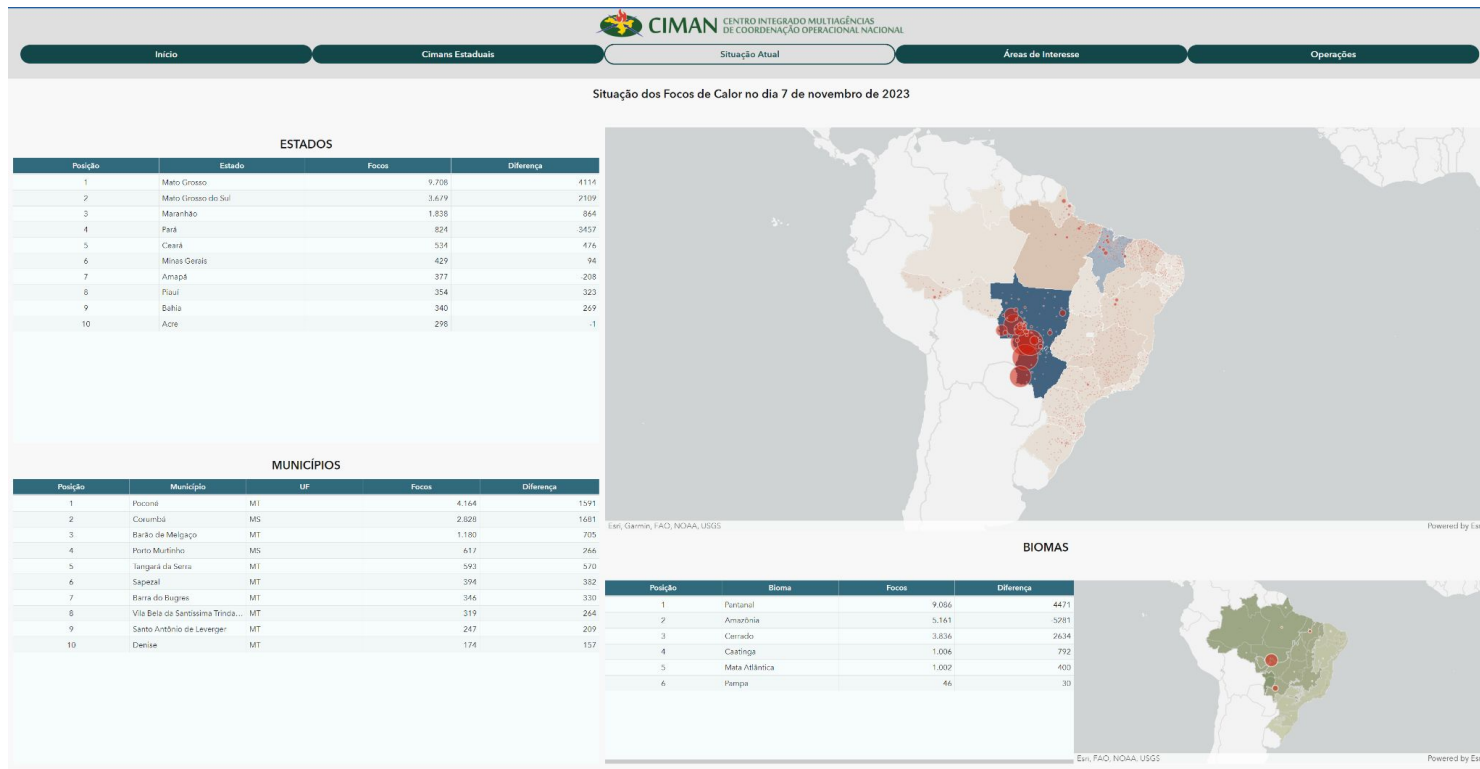 CIMAN CENTRO INTEGRADO MULTIAGÊNCIAS
DE COORDENAÇÃO OPERACIONAL NACIONAL
Início Cimans Estaduais Situação Atual Áreas de Interesse Operações
Situação dos Focos de Calor no dia 7 de novembro de 2023
ESTADOS
Posição Estado Focos Diferença
1 Mato Grosso 9.708 4114
2 Mato Grosso do Sul 3.679 2109
3 Maranhão 1.838 864
4 Pará 824 3457
5 Ceará 534 476
6 Minas Gerais 429 94
7 Amapá 377 -208
8 Piauí 354 323
9 Bahia 340 269
10 Acre 298 -1
MUNICÍPIOS
Posição Município UF Focos Diferença
1 Poconé MT 4.164 1591
2 Corumbá MS 2.828 1681
3 Barão de Melgaço MT 1.180 705
4 Porto Murtinho MS 617 266
5 Tangará da Serra MT 593 570
6 Sapezal MT 394 382
7 Barra do Bugres MT 346 330
8 Vila Bela da Santíssima Trinda... MT 319 264
9 Santo Antônio de Leverger MT 247 209
10 Denise MT 174 157
Esri, Garmin, FAO, NOAA, USGS Powered by Esri
BIOMAS
Posição Bioma Focos Diferença
1 Pantanal 9.086 4471
2 Amazônia 5.161 -5281
3 Cerrado 3.836 2634
4 Caatinga 1.006 792
5 Mata Atlântica 1.002 400
6 Pampa 46 30
Esri, FAO, NOAA, USGS Powered by Esri